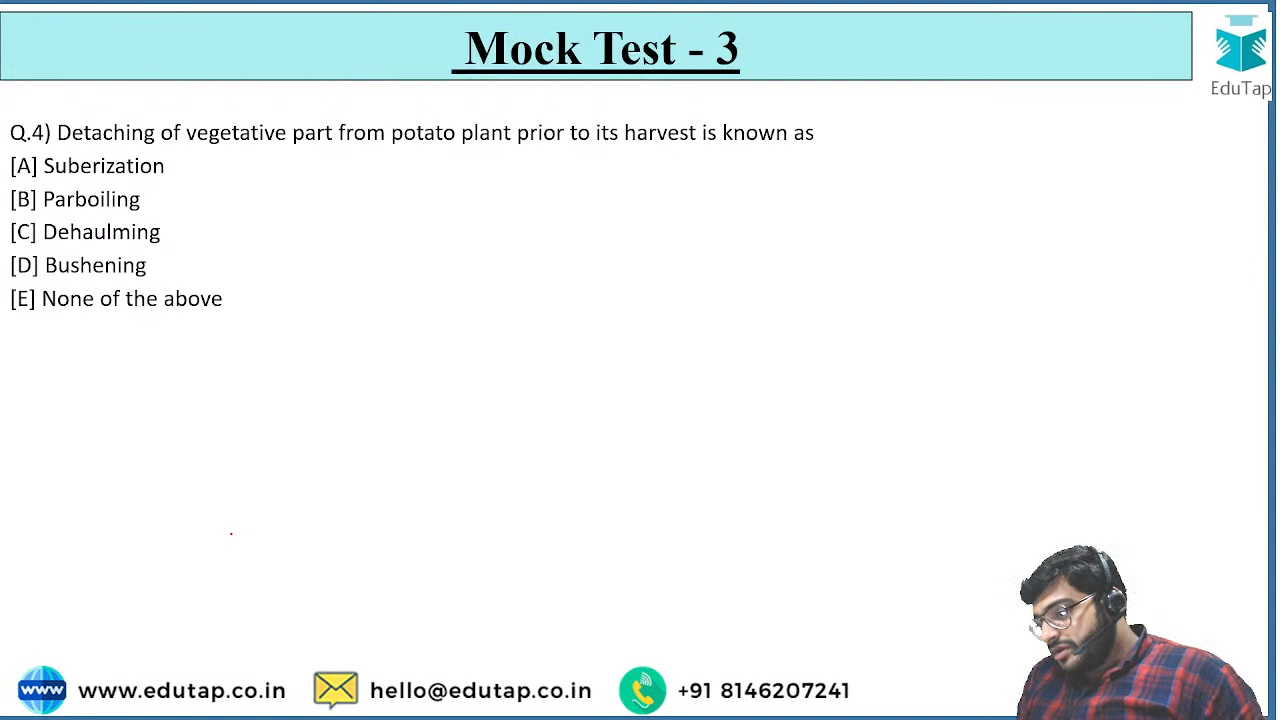 Mock Test - 3
EduTap
Q.4) Detaching of vegetative part from potato plant prior to its harvest is known as
[A] Suberization
[B] Parboiling
[C] Dehaulming
[D] Bushening
[E] None of the above
www www.edutap.co.in hello@edutap.co.in +91 8146207241